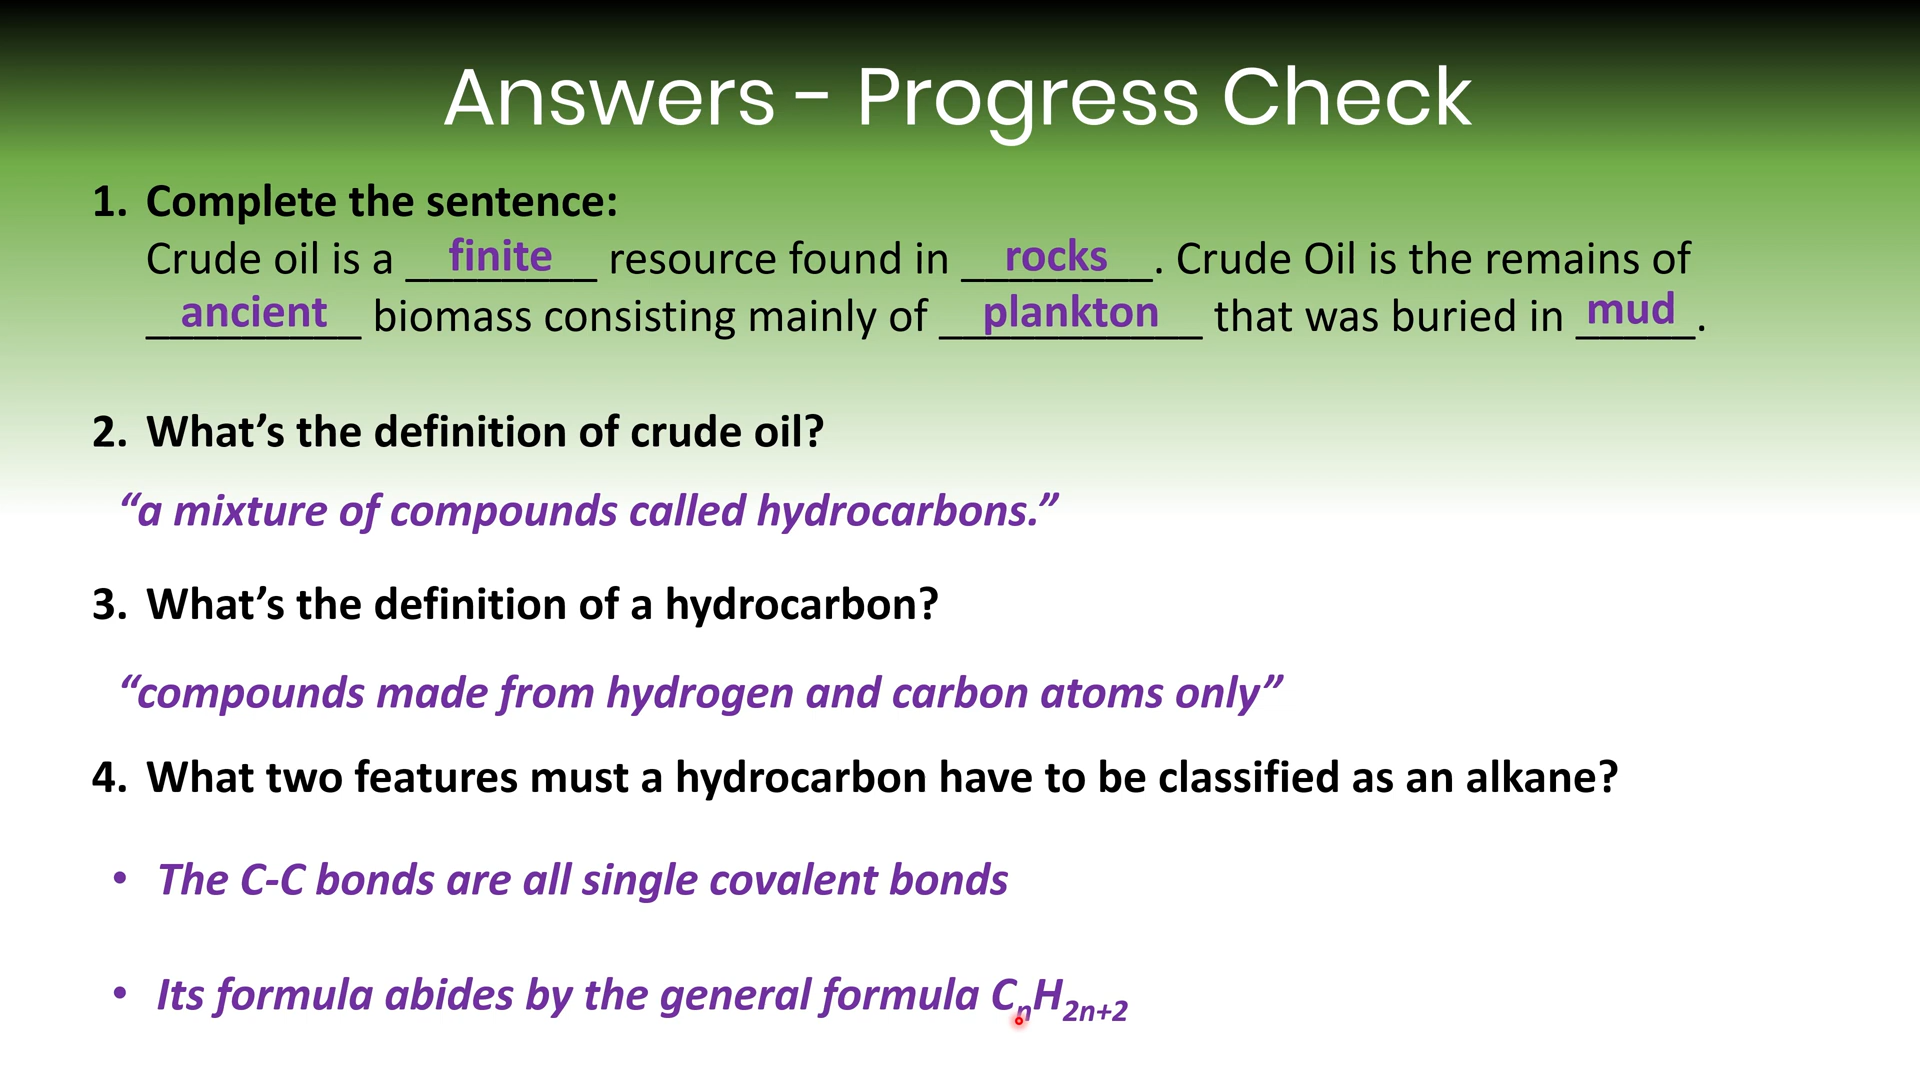 Answers - Progress Check
1. Complete the sentence:
Crude oil is a finite resource found in rocks. Crude Oil is the remains of
ancient biomass consisting mainly of plankton that was buried in mud.
2. What’s the definition of crude oil?
“a mixture of compounds called hydrocarbons.”
3. What’s the definition of a hydrocarbon?
“compounds made from hydrogen and carbon atoms only”
4. What two features must a hydrocarbon have to be classified as an alkane?
• The C-C bonds are all single covalent bonds
• Its formula abides by the general formula CₙH₂ₙ₊₂